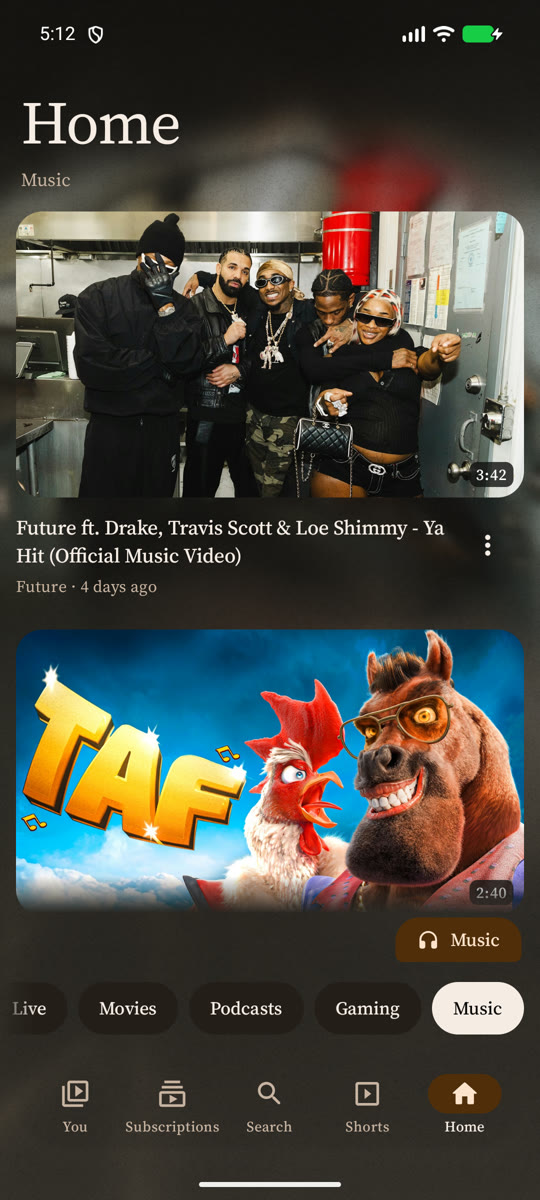 5:12
Home
Music
3:42
Future ft. Drake, Travis Scott & Loe Shimmy - Ya
Hit (Official Music Video)
Future · 4 days ago
TAF
2:40
Music
Live
Movies
Podcasts
Gaming
Music
You
Subscriptions
Search
Shorts
Home